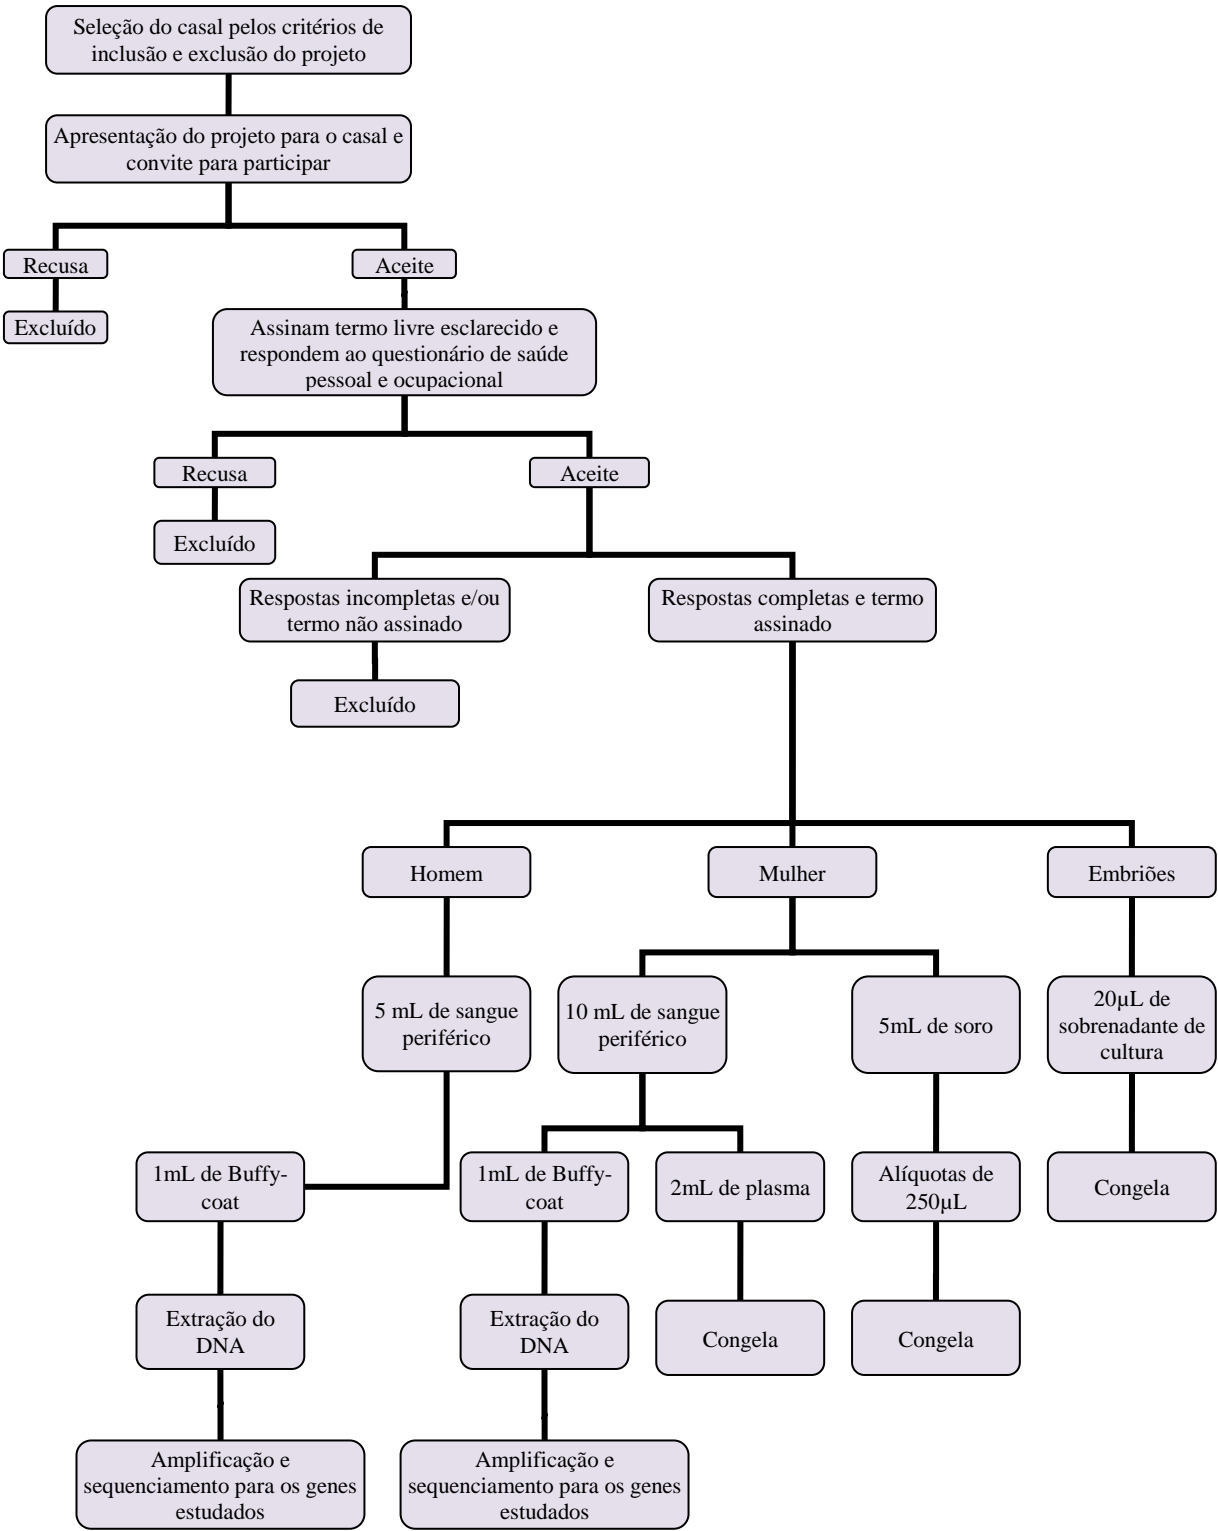 Seleção do casal pelos critérios de
inclusão e exclusão do projeto
Apresentação do projeto para o casal e
convite para participar
Recusa
Aceite
Excluído
Assinam termo livre esclarecido e
respondem ao questionário de saúde
pessoal e ocupacional
Recusa
Aceite
Excluído
Respostas incompletas e/ou
termo não assinado
Respostas completas e termo
assinado
Excluído
Homem
Mulher
Embriões
5 mL de sangue
periférico
10 mL de sangue
periférico
5mL de soro
20µL de
sobrenadante de
cultura
1mL de Buffy-
coat
1mL de Buffy-
coat
2mL de plasma
Alíquotas de
250µL
Congela
Extração do
DNA
Extração do
DNA
Congela
Congela
Amplificação e
sequenciamento para os genes
estudados
Amplificação e
sequenciamento para os genes
estudados